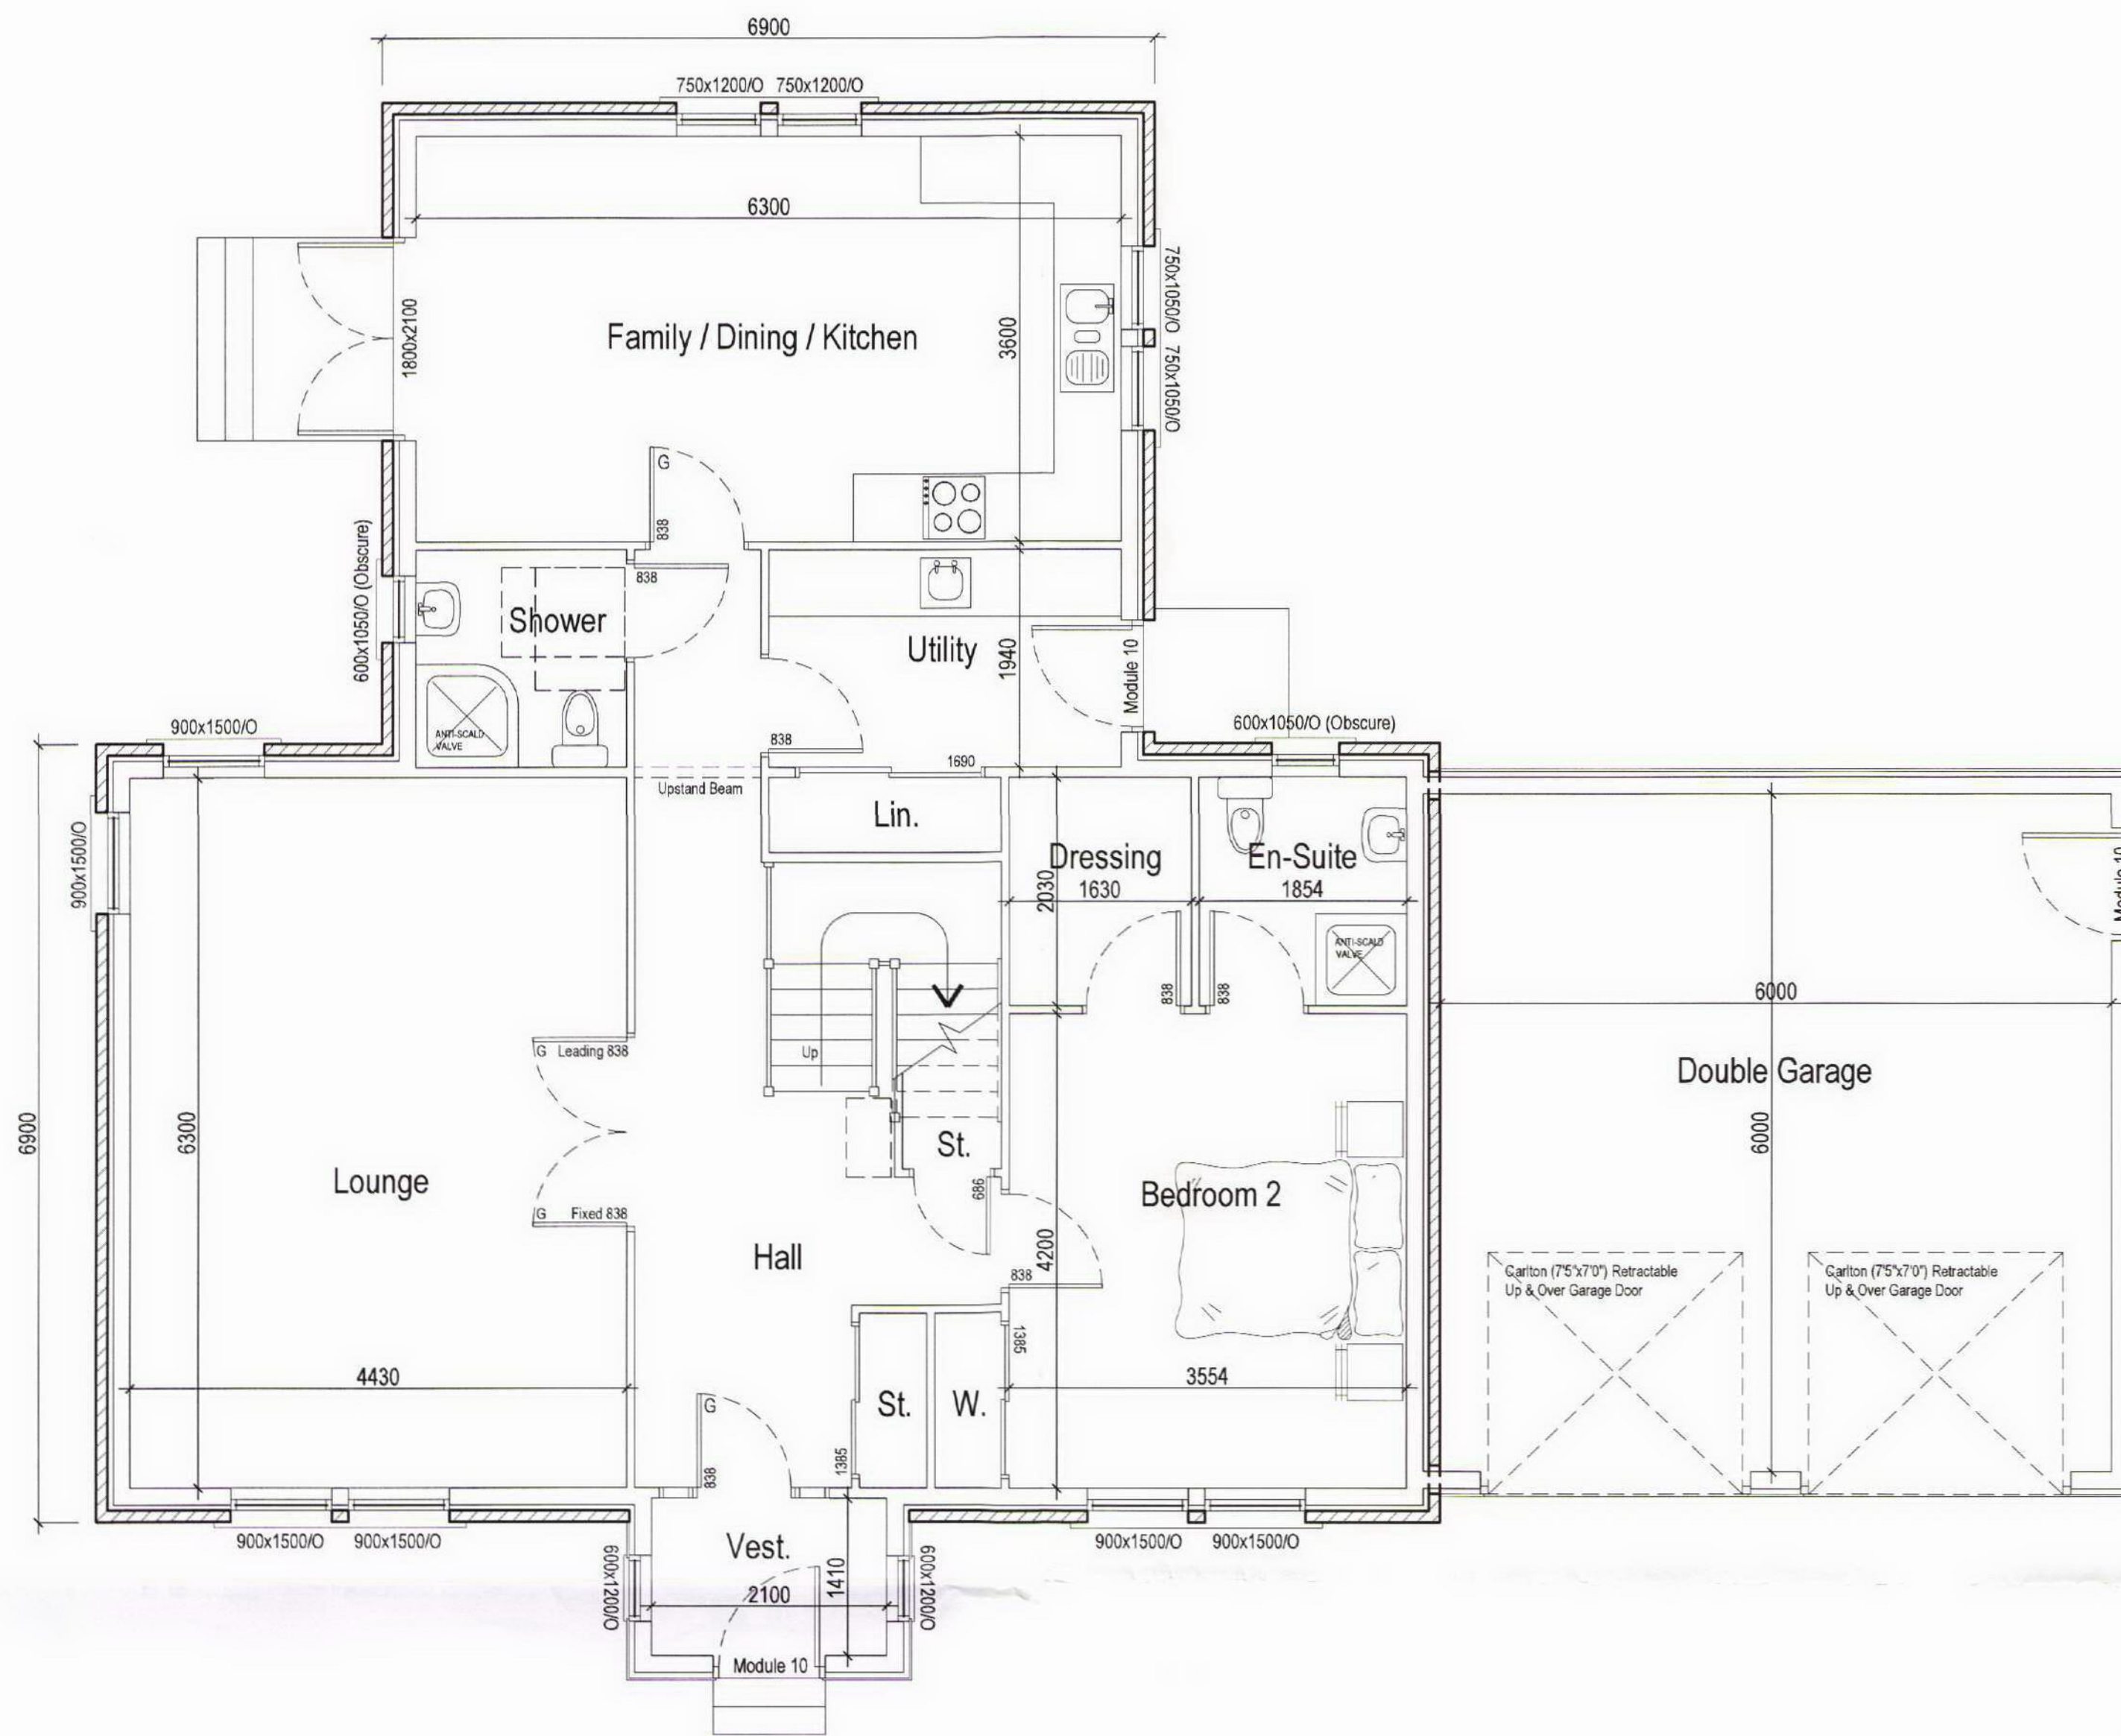 6900
750x1200/O 750x1200/O
6300
1800x2100
Family / Dining / Kitchen
3600
750x1050/O 750x1050/O
G
838
600x1050/O (Obscure)
838
Shower
Utility
1940
Module 10
900x1500/O
ANTI-SCALD
VALVE
838
1690
600x1050/O (Obscure)
Upstand Beam
Lin.
900x1500/O
Dressing
1630
2030
En-Suite
1854
ANTI-SCALD
VALVE
838
838
Module 10
6000
Up
G Leading 838
Double Garage
6000
6900
6300
Lounge
St.
686
Bedroom 2
G Fixed 838
Hall
4200
838
Carlton (7'5"x7'0") Retractable
Up & Over Garage Door
Carlton (7'5"x7'0") Retractable
Up & Over Garage Door
1385
4430
3554
G
838
St.
W.
1385
900x1500/O 900x1500/O
Vest.
900x1500/O 900x1500/O
600x1200/O
2100
1410
600x1200/O
Module 10